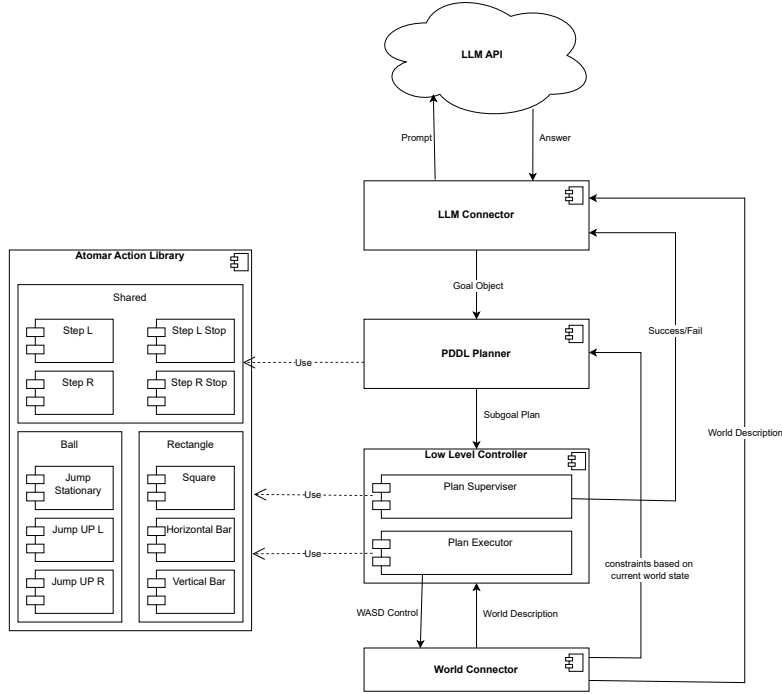 LLM API
Prompt
Answer
LLM Connector
Atomar Action Library
Goal Object
Shared
Step L
Step L Stop
Success/Fail
PDDL Planner
Use
Step R
Step R Stop
Subgoal Plan
World Description
Ball
Rectangle
Low Level Controller
Jump
Stationary
Square
Use
Plan Superviser
Jump UP L
Horizontal Bar
Use
Plan Executor
constraints based on
current world state
Jump UP R
Vertical Bar
WASD Control
World Description
World Connector